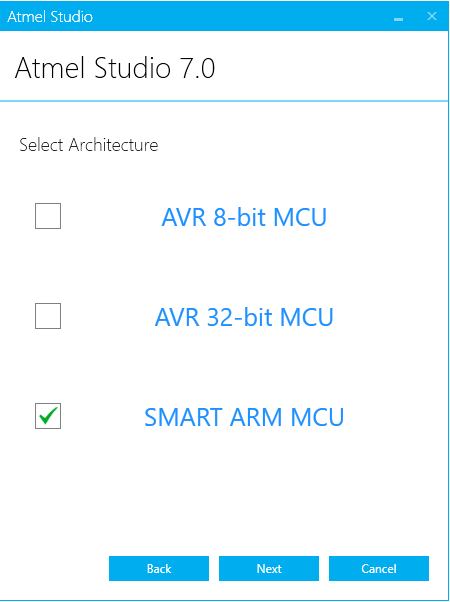 Atmel Studio
Atmel Studio 7.0
Select Architecture
AVR 8-bit MCU
AVR 32-bit MCU
SMART ARM MCU
Back Next Cancel